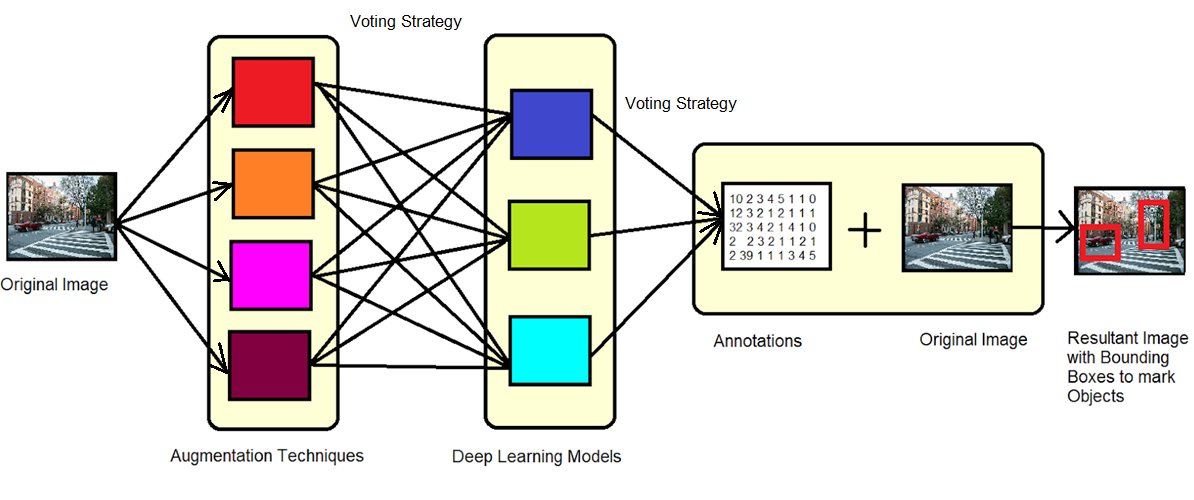 Voting Strategy
Voting Strategy
Original Image
10 2 3 4 5 1 1 0
12 3 2 1 2 1 1 1
32 3 4 2 1 4 1 0
2 2 3 2 1 1 2 1
2 39 1 1 1 3 4 5
Annotations
Original Image
Resultant Image
with Bounding
Boxes to mark
Objects
Augmentation Techniques
Deep Learning Models